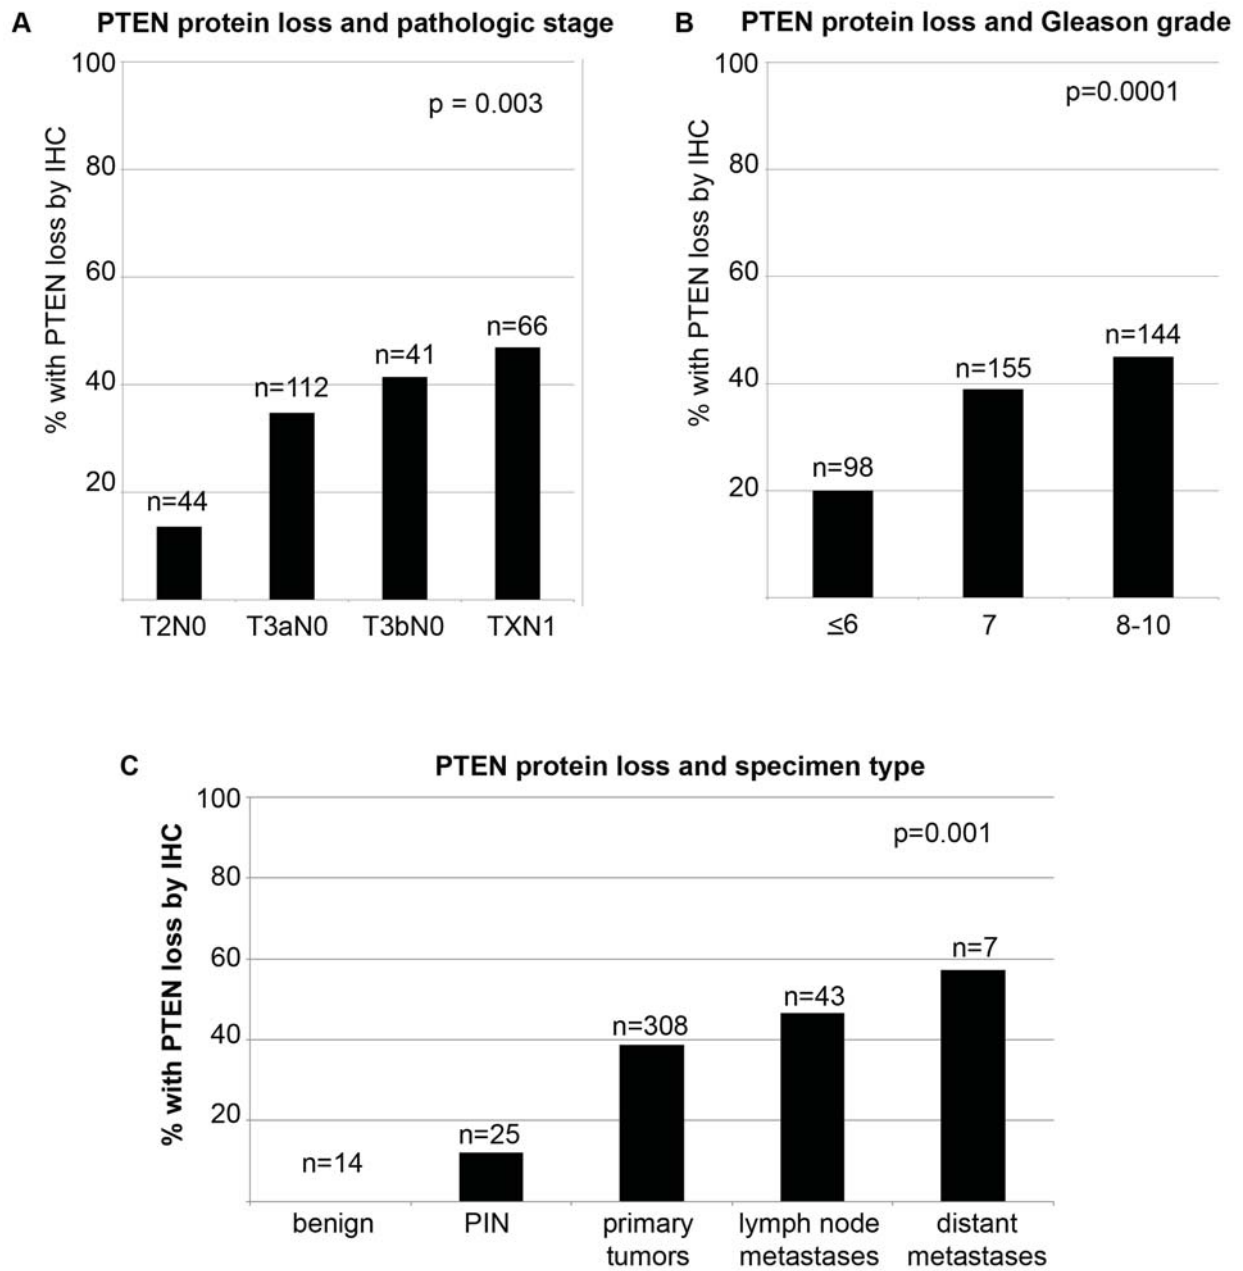 A PTEN protein loss and pathologic stage
% with PTEN loss by IHC
100
80
60
40
20
p = 0.003
n=44
n=112
n=41
n=66
T2N0 T3aN0 T3bN0 TXN1
B PTEN protein loss and Gleason grade
% with PTEN loss by IHC
100
80
60
40
20
p=0.0001
n=98
n=155
n=144
≤6 7 8-10
C PTEN protein loss and specimen type
% with PTEN loss by IHC
100
80
60
40
20
p=0.001
n=14
n=25
n=308
n=43
n=7
benign PIN primary lymph node distant
tumors metastases metastases